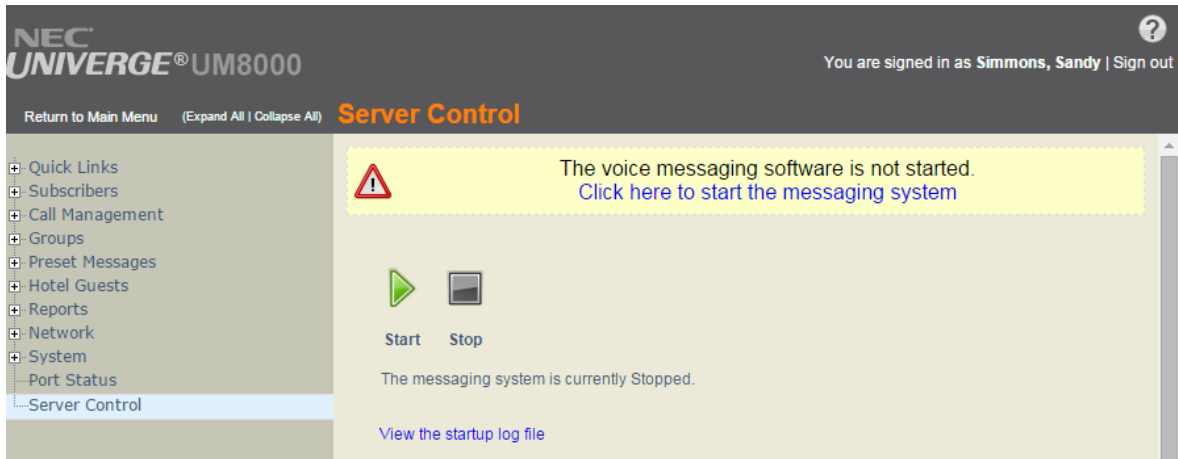 NEC
UNIVERGE®UM8000
You are signed in as Simmons, Sandy | Sign out
Return to Main Menu (Expand All | Collapse All) Server Control
Quick Links
Subscribers
Call Management
Groups
Preset Messages
Hotel Guests
Reports
Network
System
Port Status
Server Control
The voice messaging software is not started.
Click here to start the messaging system
Start Stop
The messaging system is currently Stopped.
View the startup log file